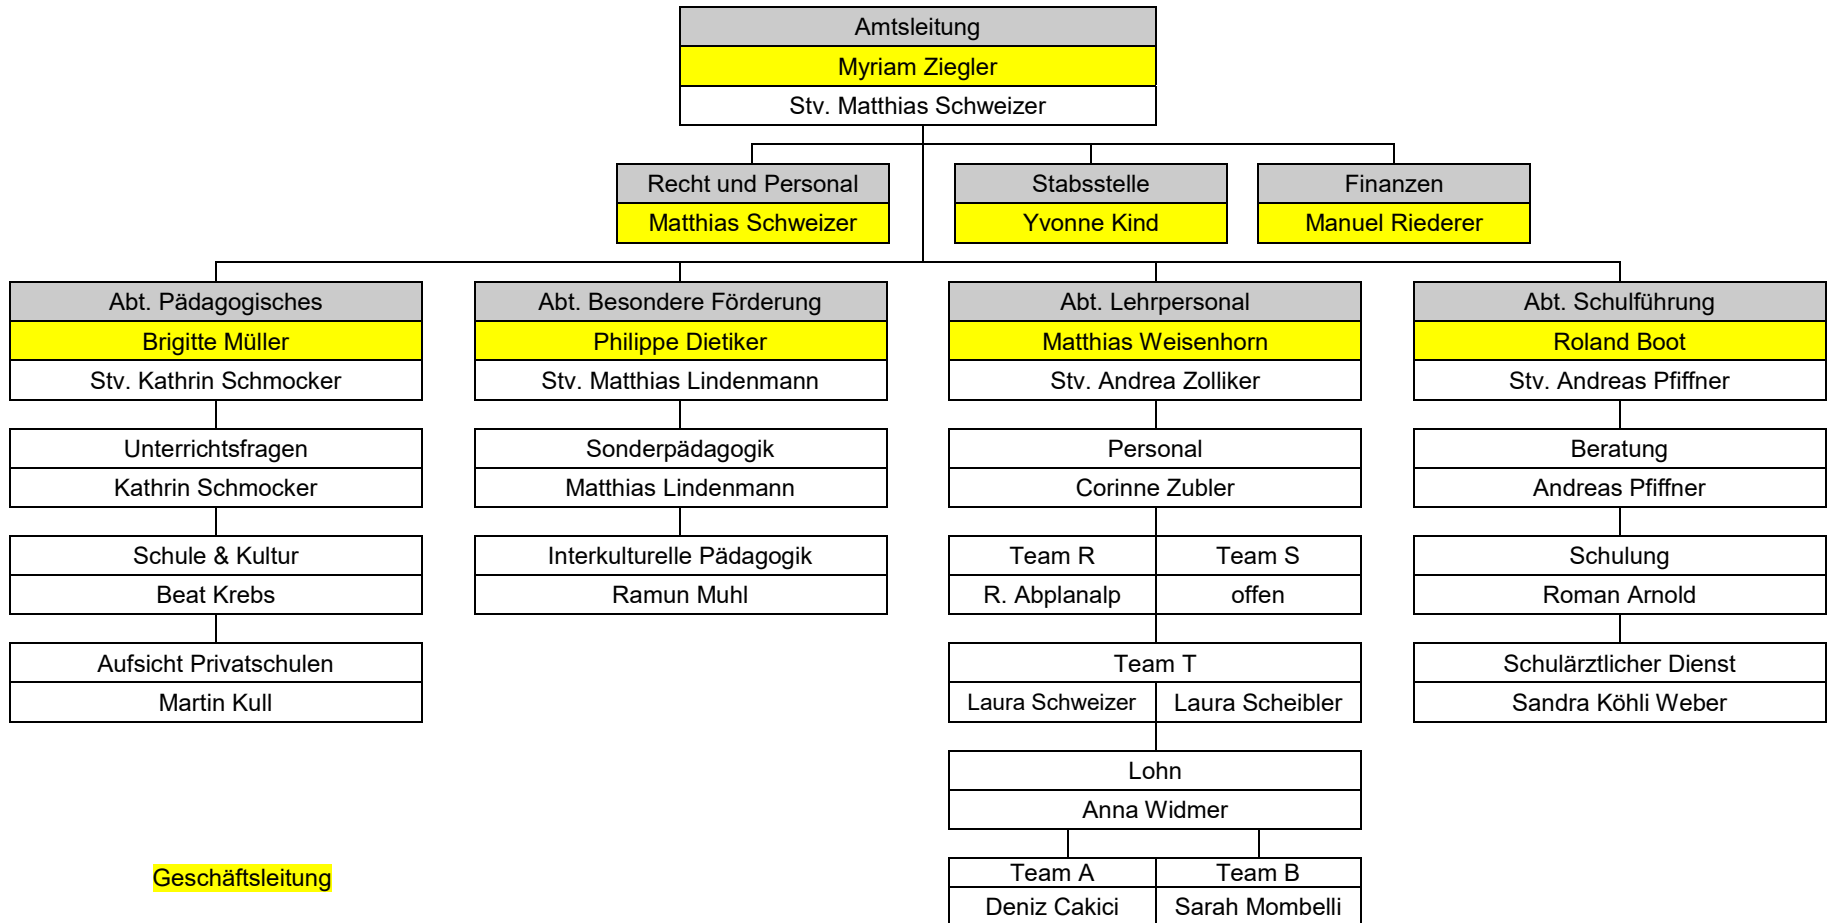 Amtsleitung
Myriam Ziegler
Stv. Matthias Schweizer
Recht und Personal
Matthias Schweizer
Stabsstelle
Yvonne Kind
Finanzen
Manuel Riederer
Abt. Pädagogisches
Brigitte Müller
Stv. Kathrin Schmocker
Unterrichtsfragen
Kathrin Schmocker
Schule & Kultur
Beat Krebs
Aufsicht Privatschulen
Martin Kull
Abt. Besondere Förderung
Philippe Dietiker
Stv. Matthias Lindenmann
Sonderpädagogik
Matthias Lindenmann
Interkulturelle Pädagogik
Ramun Muhl
Abt. Lehrpersonal
Matthias Weisenhorn
Stv. Andrea Zolliker
Personal
Corinne Zubler
Team R
R. Abplanalp
Team S
offen
Team T
Laura Schweizer
Laura Scheibler
Lohn
Anna Widmer
Team A
Deniz Cakici
Team B
Sarah Mombelli
Abt. Schulführung
Roland Boot
Stv. Andreas Pfiffner
Beratung
Andreas Pfiffner
Schulung
Roman Arnold
Schulärztlicher Dienst
Sandra Köhli Weber
Geschäftsleitung